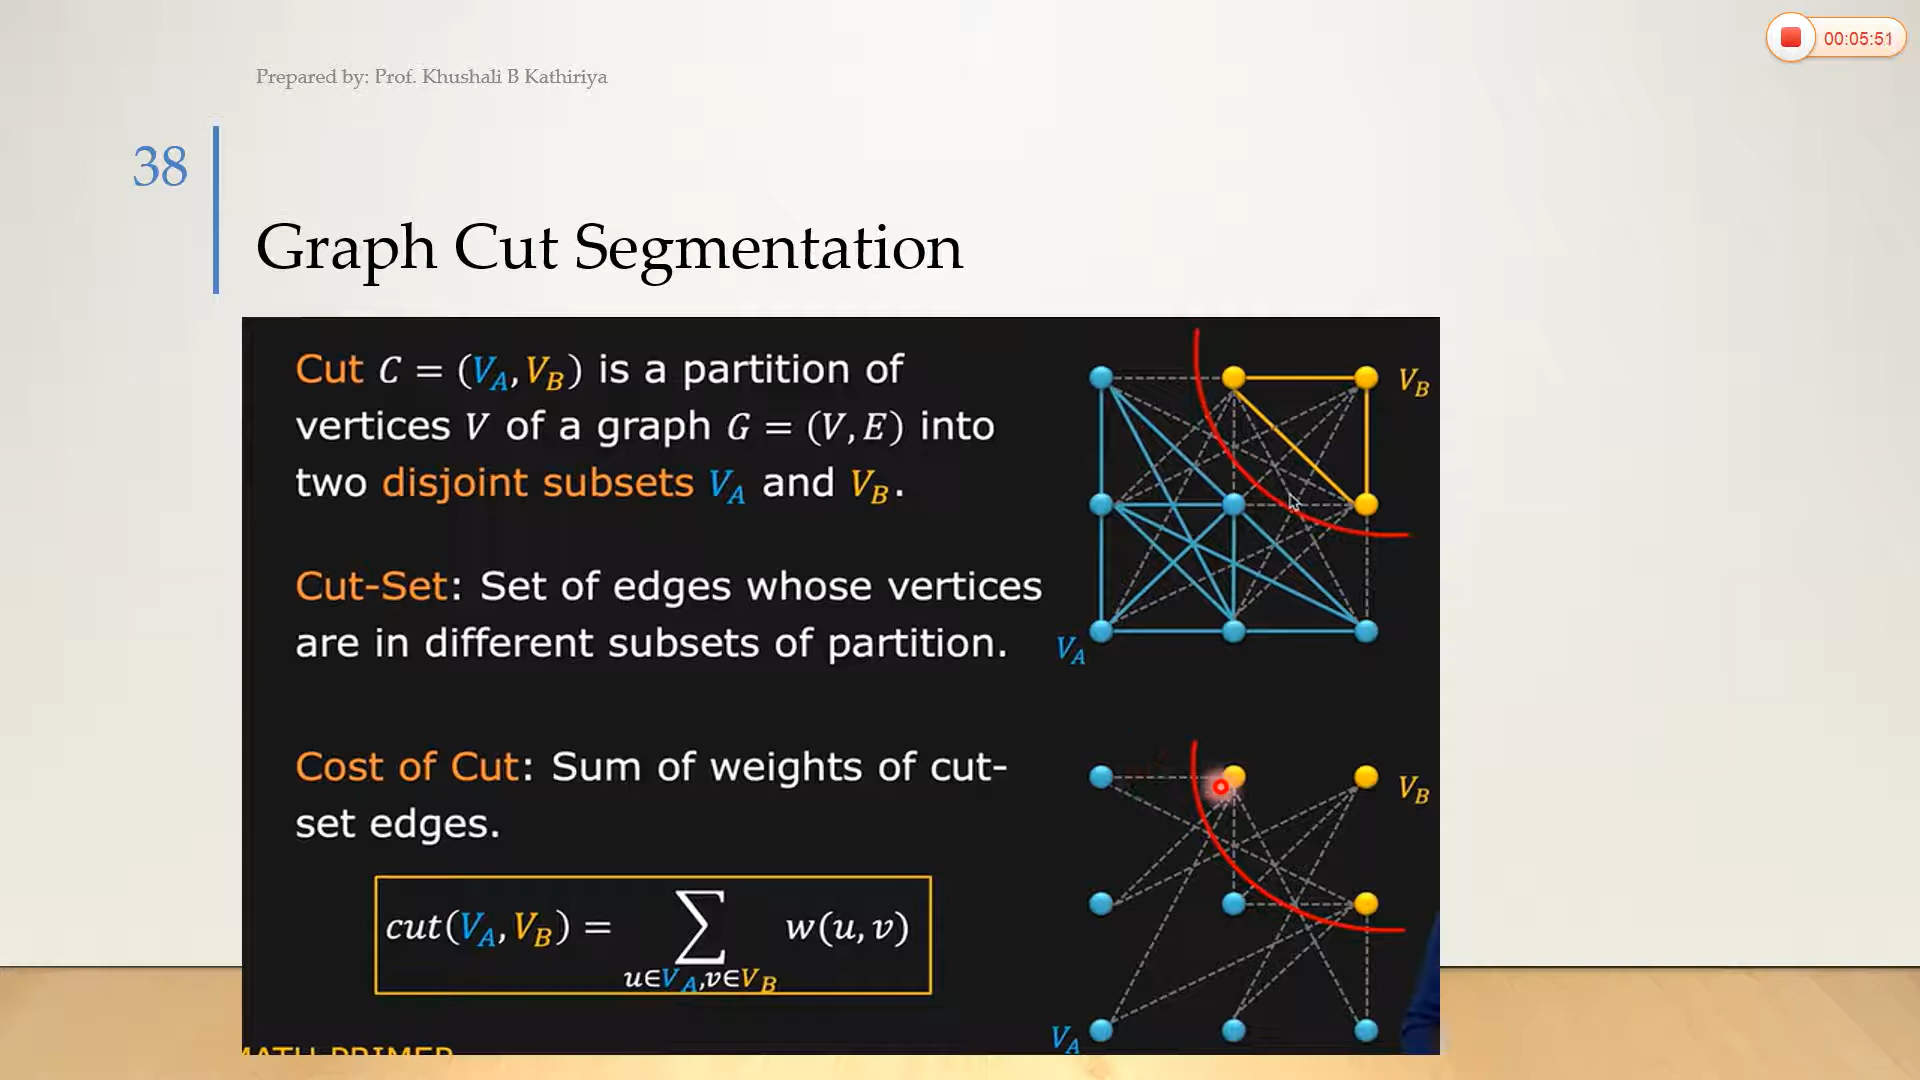 00:05:51
Prepared by: Prof. Khushali B Kathiriya
38
Graph Cut Segmentation
Cut C = (V_A, V_B) is a partition of
vertices V of a graph G = (V, E) into
two disjoint subsets V_A and V_B.
Cut-Set: Set of edges whose vertices
are in different subsets of partition.
Cost of Cut: Sum of weights of cut-
set edges.
cut(V_A, V_B) = ∑ w(u, v)
u∈V_A,v∈V_B
V_B
V_A
V_B
V_A
MATH PRIMER